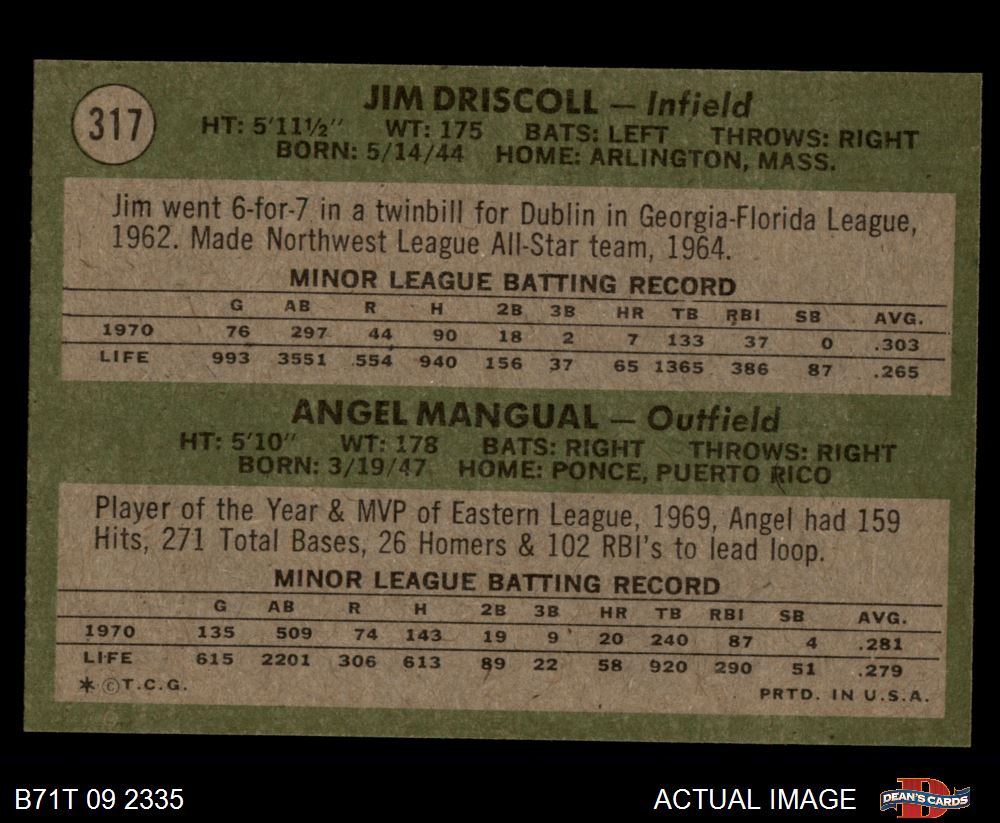 317
JIM DRISCOLL — Infield
HT: 5'11½" WT: 175 BATS: LEFT THROWS: RIGHT
BORN: 5/14/44 HOME: ARLINGTON, MASS.
Jim went 6-for-7 in a twinbill for Dublin in Georgia-Florida League,
1962. Made Northwest League All-Star team, 1964.
MINOR LEAGUE BATTING RECORD
G AB R H 2B 3B HR TB RBI SB AVG.
1970 76 297 44 90 18 2 7 133 37 0 .303
LIFE 993 3551 554 940 156 37 65 1365 386 87 .265
ANGEL MANGUAL — Outfield
HT: 5'10" WT: 178 BATS: RIGHT THROWS: RIGHT
BORN: 3/19/47 HOME: PONCE, PUERTO RICO
Player of the Year & MVP of Eastern League, 1969, Angel had 159
Hits, 271 Total Bases, 26 Homers & 102 RBI's to lead loop.
MINOR LEAGUE BATTING RECORD
G AB R H 2B 3B HR TB RBI SB AVG.
1970 135 509 74 143 19 9 20 240 87 4 .281
LIFE 615 2201 306 613 89 22 58 920 290 51 .279
* © T.C.G. PRTD. IN U.S.A.
B71T 09 2335 ACTUAL IMAGE D DEAN'S CARDS